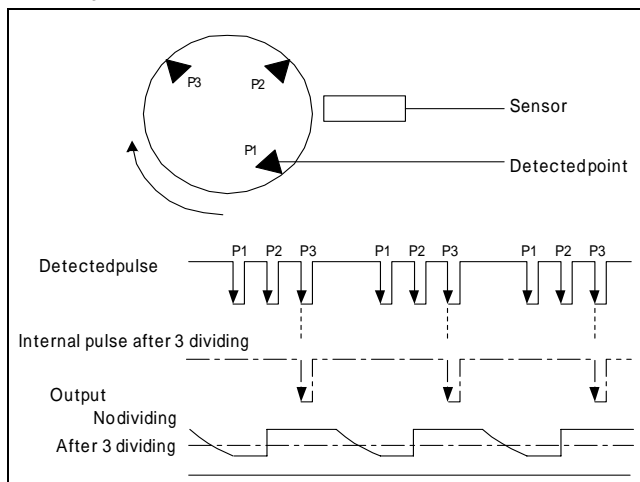 P3
P2
Sensor
P1
Detectedpoint
P1 P2 P3 P1 P2 P3 P1 P2 P3
Detectedpulse
Internal pulse after 3 dividing
Output
Nodividing
After 3 dividing